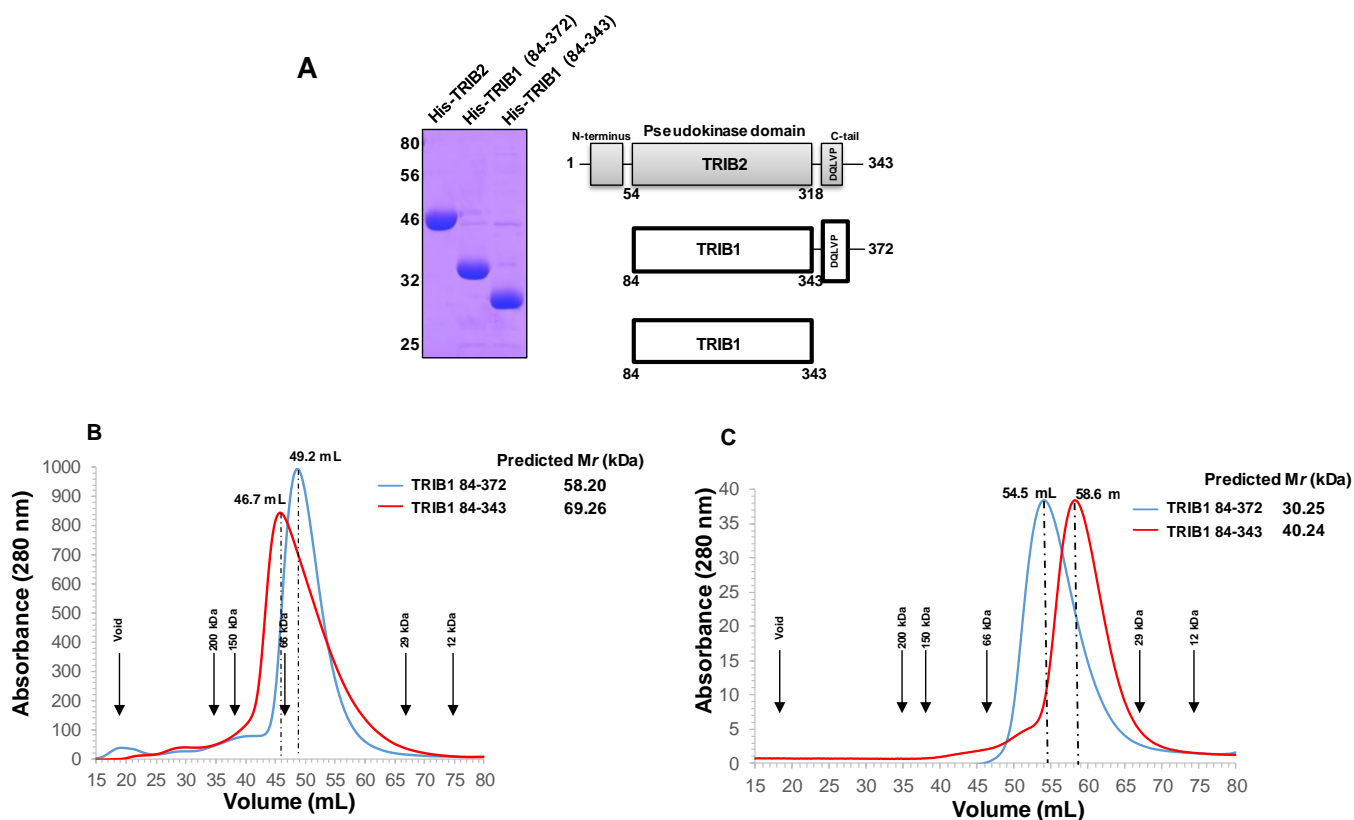 A
His-TRIB2
His-TRIB1 (84-372)
His-TRIB1 (84-343)
80
56
46
32
25
N-terminus
Pseudokinase domain
C-tail
1
TRIB2
DQLVP
343
54
318
TRIB1
DQLVP
372
84
343
TRIB1
84
343
B
49.2 mL
46.7 mL
Predicted Mr (kDa)
TRIB1 84-372 58.20
TRIB1 84-343 69.26
Absorbance (280 nm)
1000
900
800
700
600
500
400
300
200
100
0
Void
200 kDa
150 kDa
66 kDa
29 kDa
12 kDa
15 20 25 30 35 40 45 50 55 60 65 70 75 80
Volume (mL)
C
54.5 mL
58.6 m
Predicted Mr (kDa)
TRIB1 84-372 30.25
TRIB1 84-343 40.24
Absorbance (280 nm)
40
35
30
25
20
15
10
5
0
Void
200 kDa
150 kDa
66 kDa
29 kDa
12 kDa
15 20 25 30 35 40 45 50 55 60 65 70 75 80
Volume (mL)